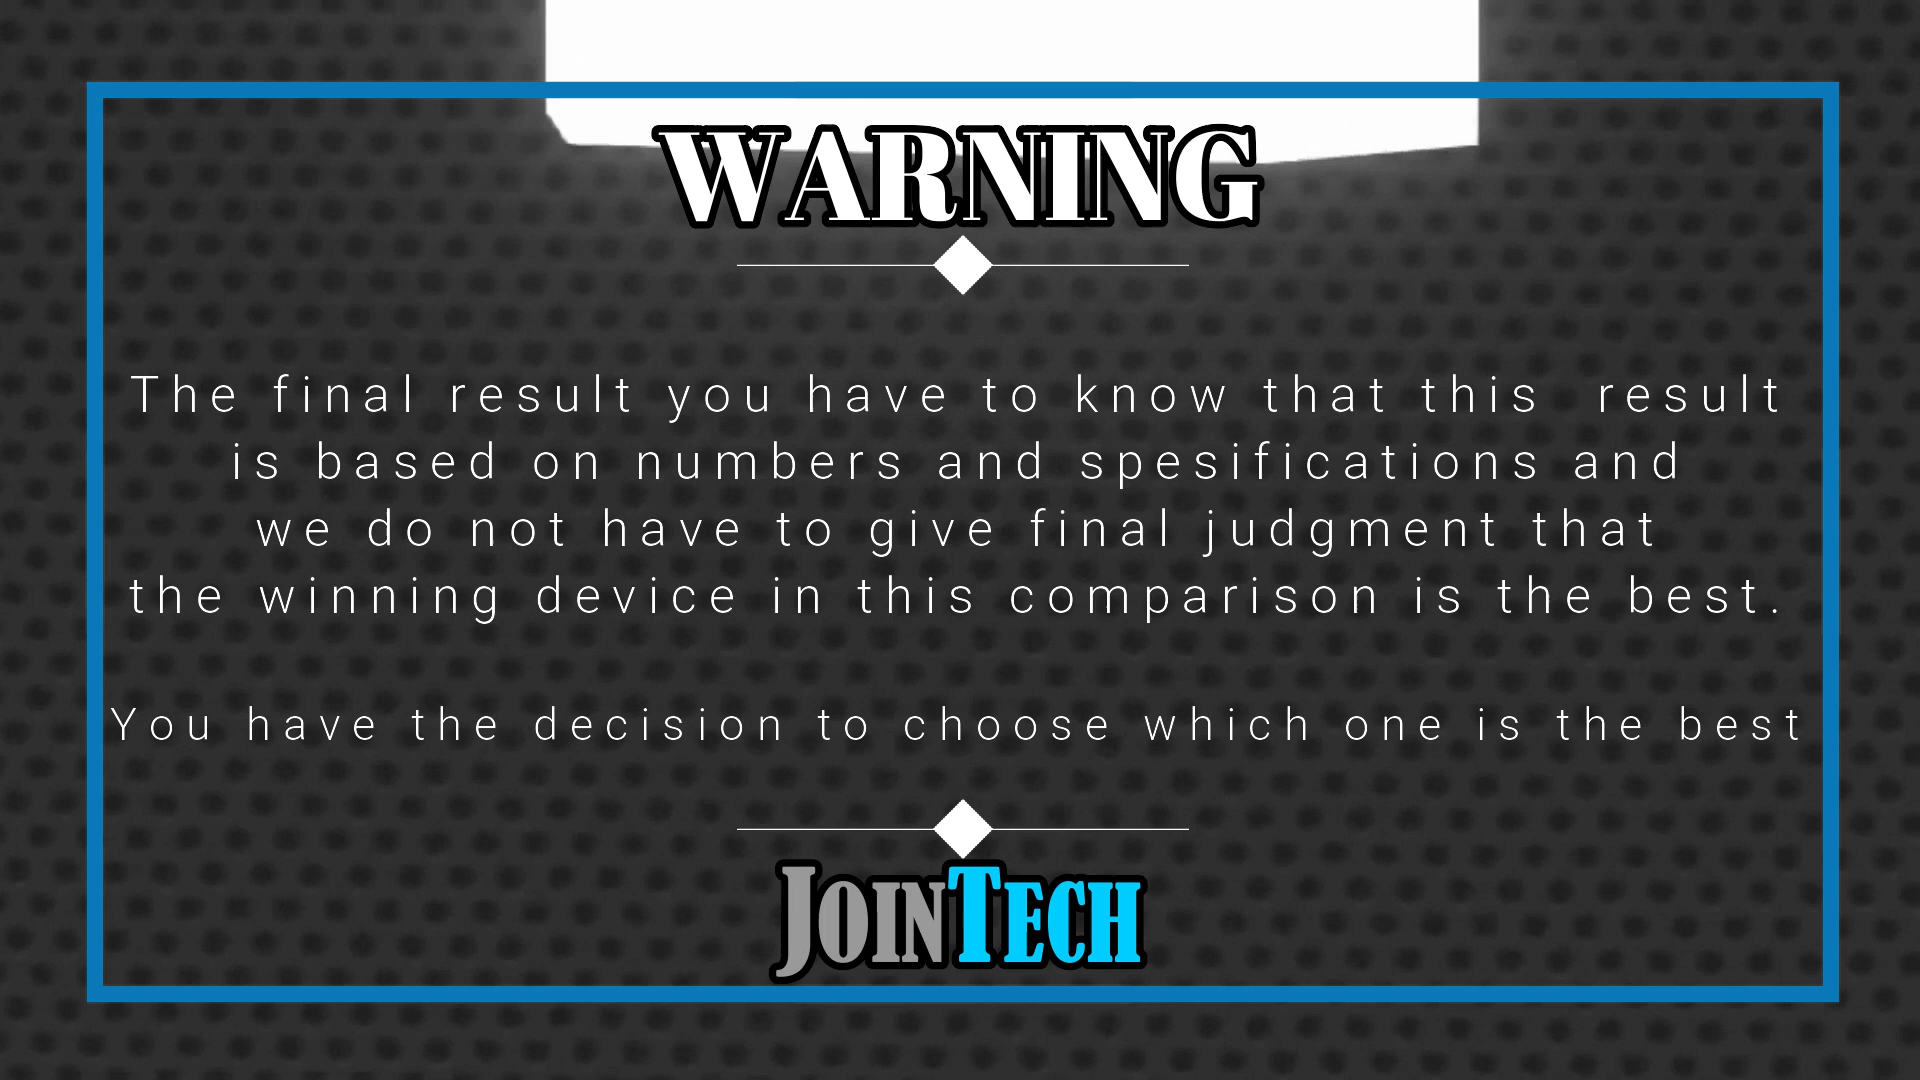 WARNING
The final result you have to know that this result
is based on numbers and spesifications and
we do not have to give final judgment that
the winning device in this comparison is the best.
You have the decision to choose which one is the best
JOINTECH